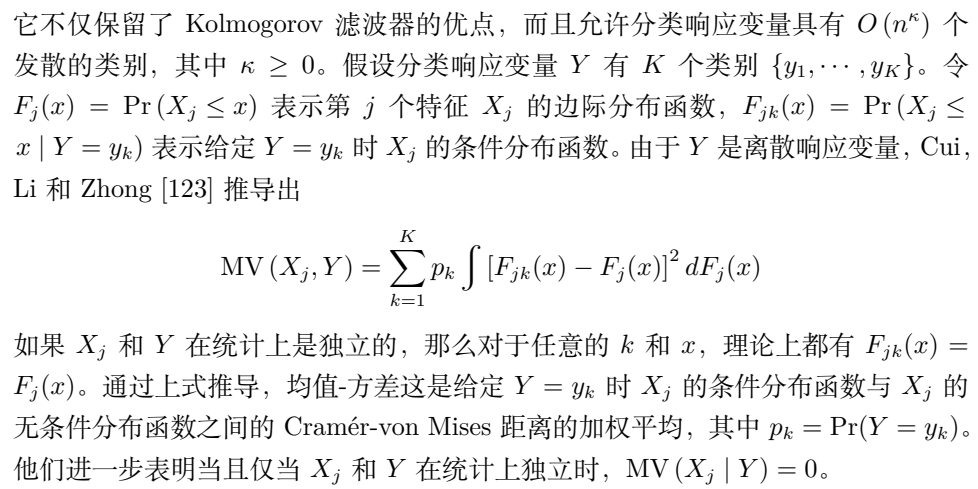 它不仅保留了 Kolmogorov 滤波器的优点，而且允许分类响应变量具有 $O(n^{\kappa})$ 个
发散的类别，其中 $\kappa \geq 0$。假设分类响应变量 $Y$ 有 $K$ 个类别 $\{y_1, \cdots, y_K\}$。令
$F_j(x) = \Pr(X_j \leq x)$ 表示第 $j$ 个特征 $X_j$ 的边际分布函数，$F_{jk}(x) = \Pr(X_j \leq$
$x \mid Y = y_k)$ 表示给定 $Y = y_k$ 时 $X_j$ 的条件分布函数。由于 $Y$ 是离散响应变量，Cui,
Li 和 Zhong [123] 推导出
$$\mathrm{MV}(X_j, Y) = \sum_{k=1}^{K} p_k \int [F_{jk}(x) - F_j(x)]^2 \, dF_j(x)$$
如果 $X_j$ 和 $Y$ 在统计上是独立的，那么对于任意的 $k$ 和 $x$，理论上都有 $F_{jk}(x) =$
$F_j(x)$。通过上式推导，均值-方差这是给定 $Y = y_k$ 时 $X_j$ 的条件分布函数与 $X_j$ 的
无条件分布函数之间的 Cramér-von Mises 距离的加权平均，其中 $p_k = \Pr(Y = y_k)$。
他们进一步表明当且仅当 $X_j$ 和 $Y$ 在统计上独立时，$\mathrm{MV}(X_j \mid Y) = 0$。